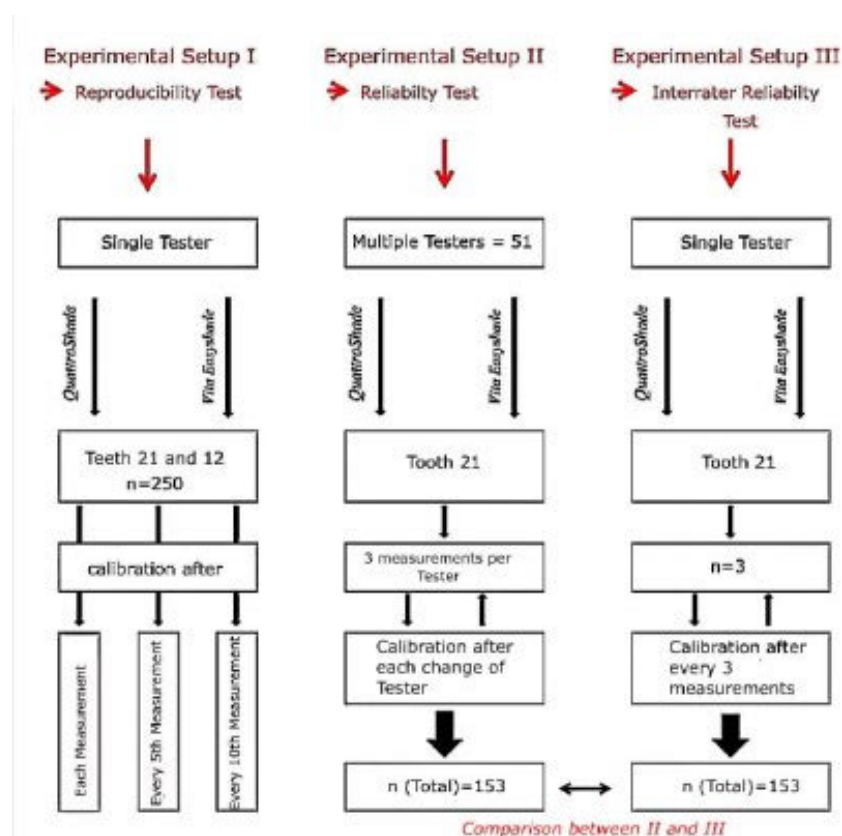 Experimental Setup I
Reproducibility Test
Single Tester
QuattroShade
Vita Easyshade
Teeth 21 and 12
n=250
calibration after
Each Measurement
Every 5th Measurement
Every 10th Measurement
Experimental Setup II
Reliabilty Test
Multiple Testers = 51
QuattroShade
Vita Easyshade
Tooth 21
3 measurements per
Tester
Calibration after
each change of
Tester
n (Total)=153
Experimental Setup III
Interrater Reliabilty
Test
Single Tester
QuattroShade
Vita Easyshade
Tooth 21
n=3
Calibration after
every 3
measurements
n (Total)=153
Comparison between II and III